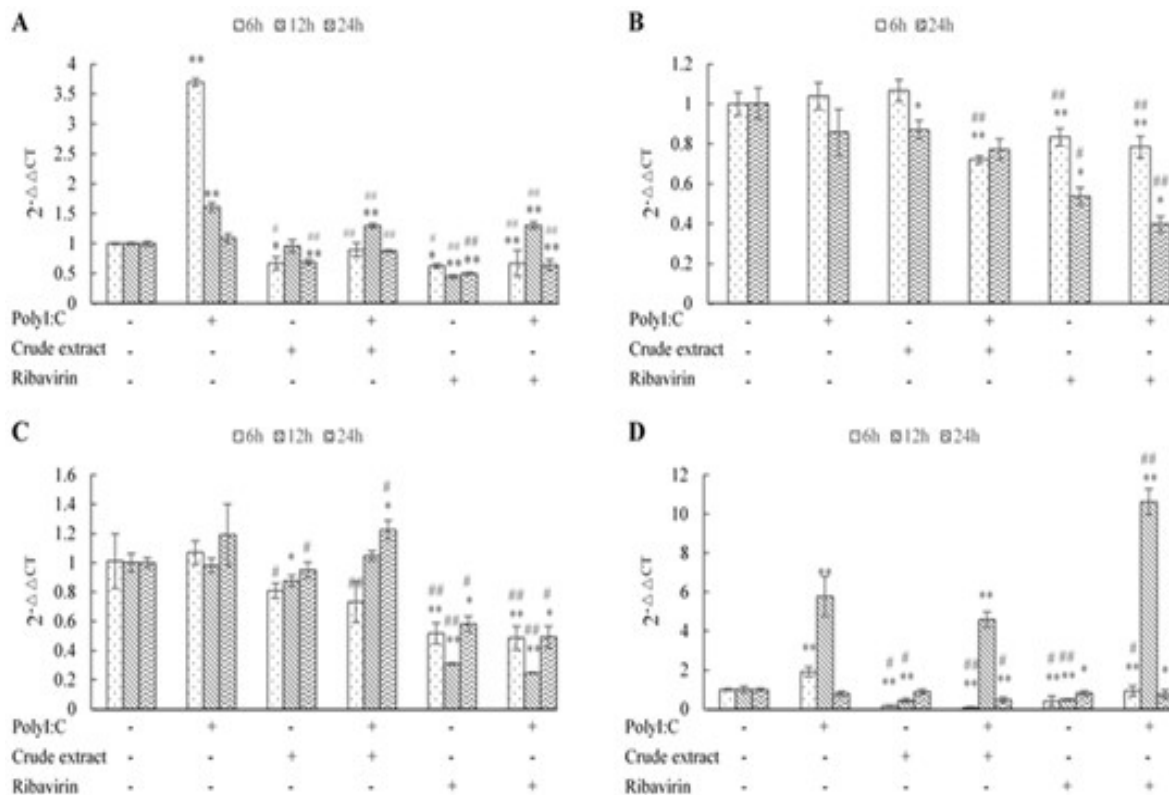 A
6h 12h 24h
4
3.5
3
2.5
2
1.5
1
0.5
0
2-△△CT
** ** # * ## ** ## ## ** # * ## ** ## ** ## ** ## ** ## **
PolyI:C - + - + - +
Crude extract - - + + - -
Ribavirin - - - - + +
B
6h 24h
1.2
1
0.8
0.6
0.4
0.2
0
2-△△CT
* ## ** ## ** # * ## ** ## *
PolyI:C - + - + - +
Crude extract - - + + - -
Ribavirin - - - - + +
C
6h 12h 24h
1.6
1.4
1.2
1
0.8
0.6
0.4
0.2
0
2-△△CT
# * # ## # * ## ** ## ** # * ## ** ## ** # *
PolyI:C - + - + - +
Crude extract - - + + - -
Ribavirin - - - - + +
D
6h 12h 24h
12
10
8
6
4
2
0
2-△△CT
** ** # ** # ** ## ** ** # ** # ** ## ** * # ** ## ** *
PolyI:C - + - + - +
Crude extract - - + + - -
Ribavirin - - - - + +